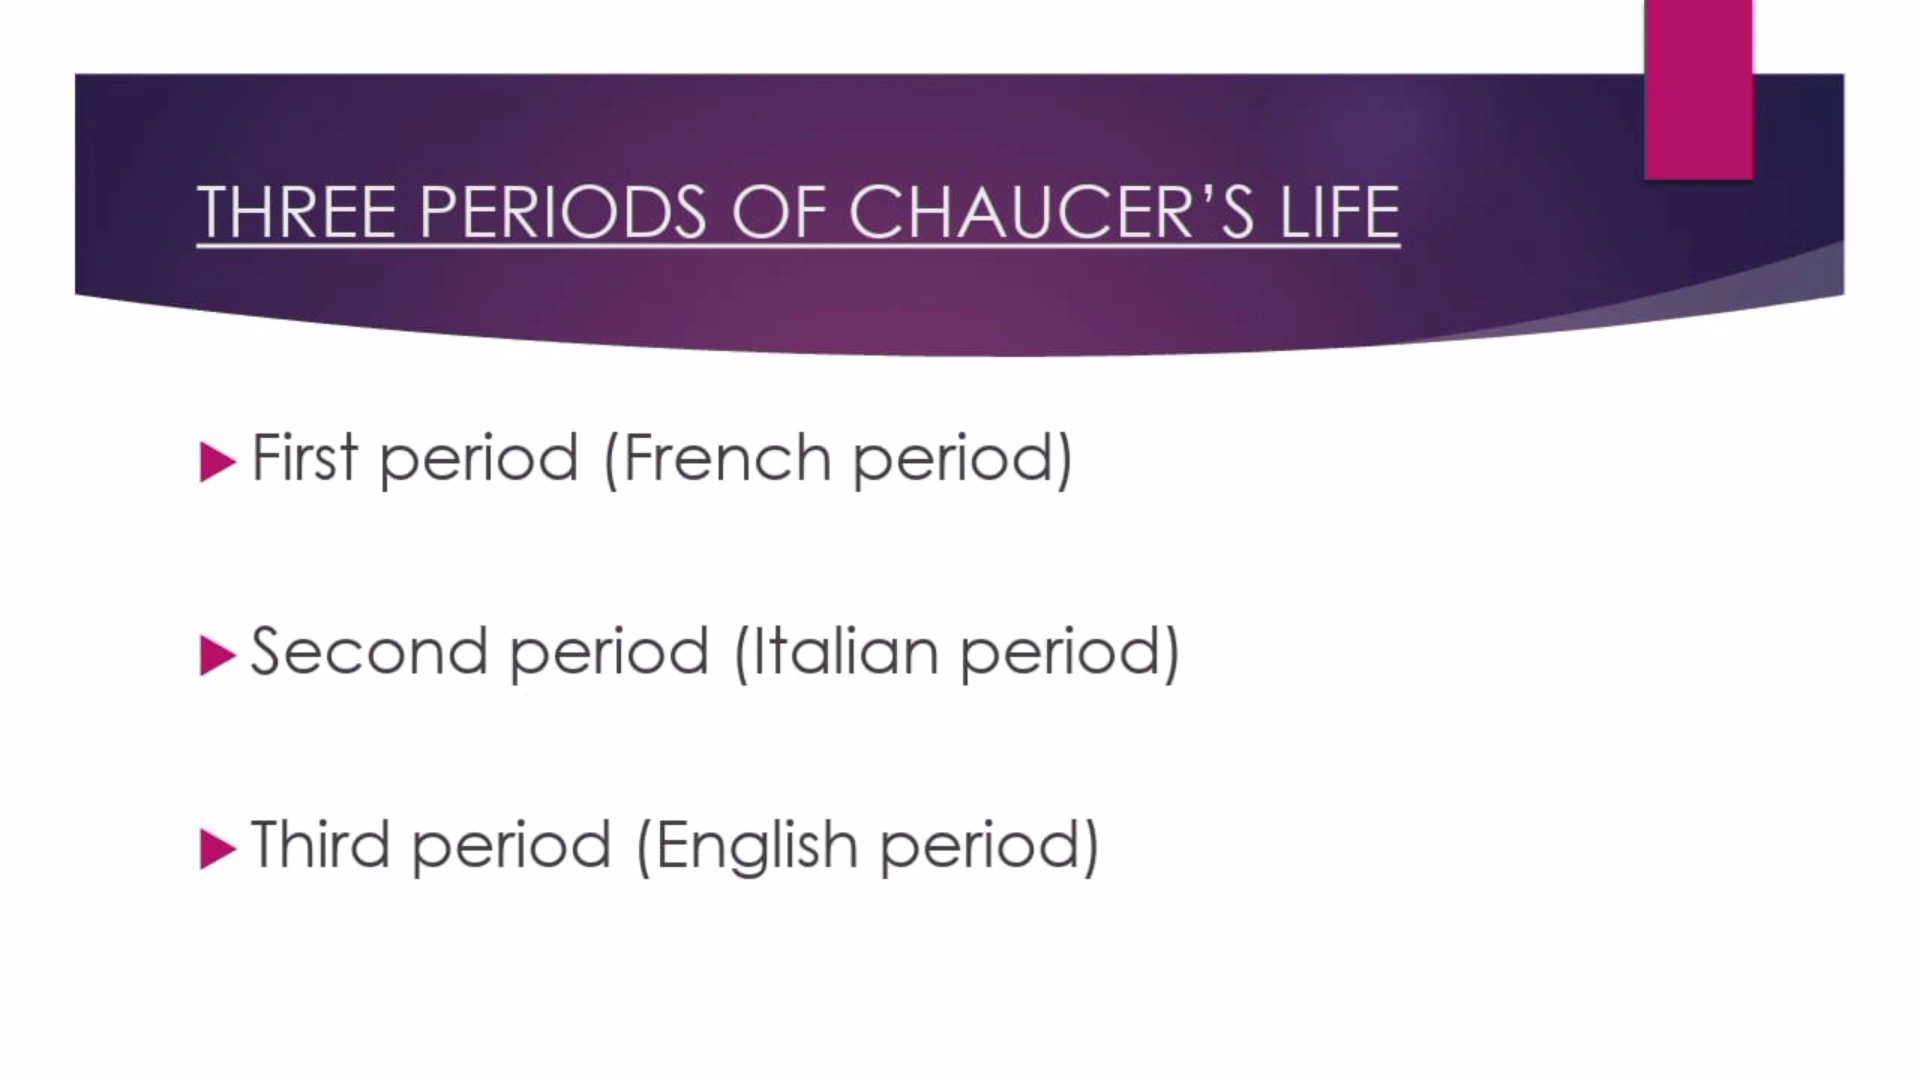 THREE PERIODS OF CHAUCER’S LIFE
First period (French period)
Second period (Italian period)
Third period (English period)